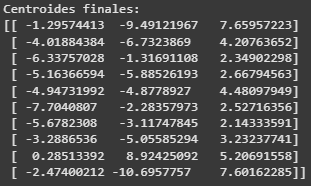 Centroides finales:
[[ -1.29574413 -9.49121967 7.65957223]
[ -4.01884384 -6.7323869 4.20763652]
[ -6.33757028 -1.31691108 2.34902298]
[ -5.16366594 -5.88526193 2.66794563]
[ -4.94731992 -4.8778927 4.48097949]
[ -7.7040807 -2.28357973 2.52716356]
[ -5.6782308 -3.11747845 2.14333591]
[ -3.2886536 -5.05585294 3.23237741]
[ 0.28513392 8.92425092 5.20691558]
[ -2.47400212 -10.6957757 7.60162285]]